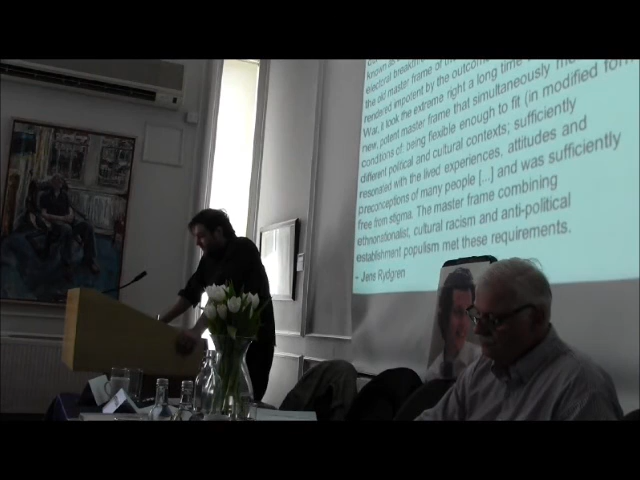 known as
electoral breakthrough
the old master frame of the
rendered impotent by the outcome
War, it took the extreme right a long time
new, potent master frame that simultaneously me
conditions of: being flexible enough to fit (in modified form
different political and cultural contexts; sufficiently
resonated with the lived experiences, attitudes and
preconceptions of many people [...] and was sufficiently
free from stigma. The master frame combining
ethnonationalist, cultural racism and anti-political
establishment populism met these requirements.
- Jens Rydgren